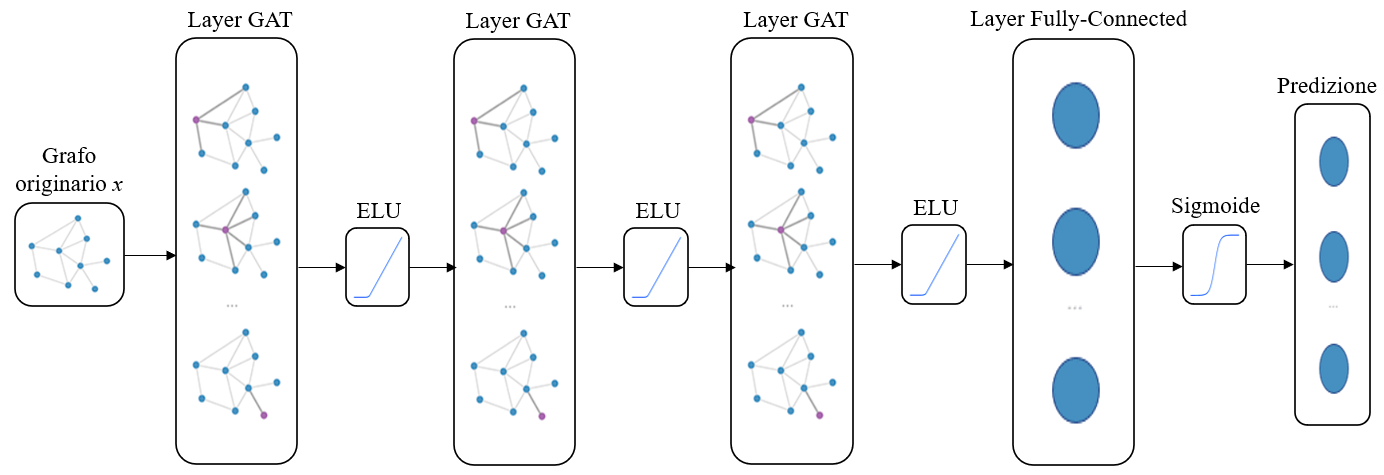 Grafo
originario x
Layer GAT
...
ELU
Layer GAT
...
ELU
Layer GAT
...
ELU
Layer Fully-Connected
...
Sigmoide
Predizione
...